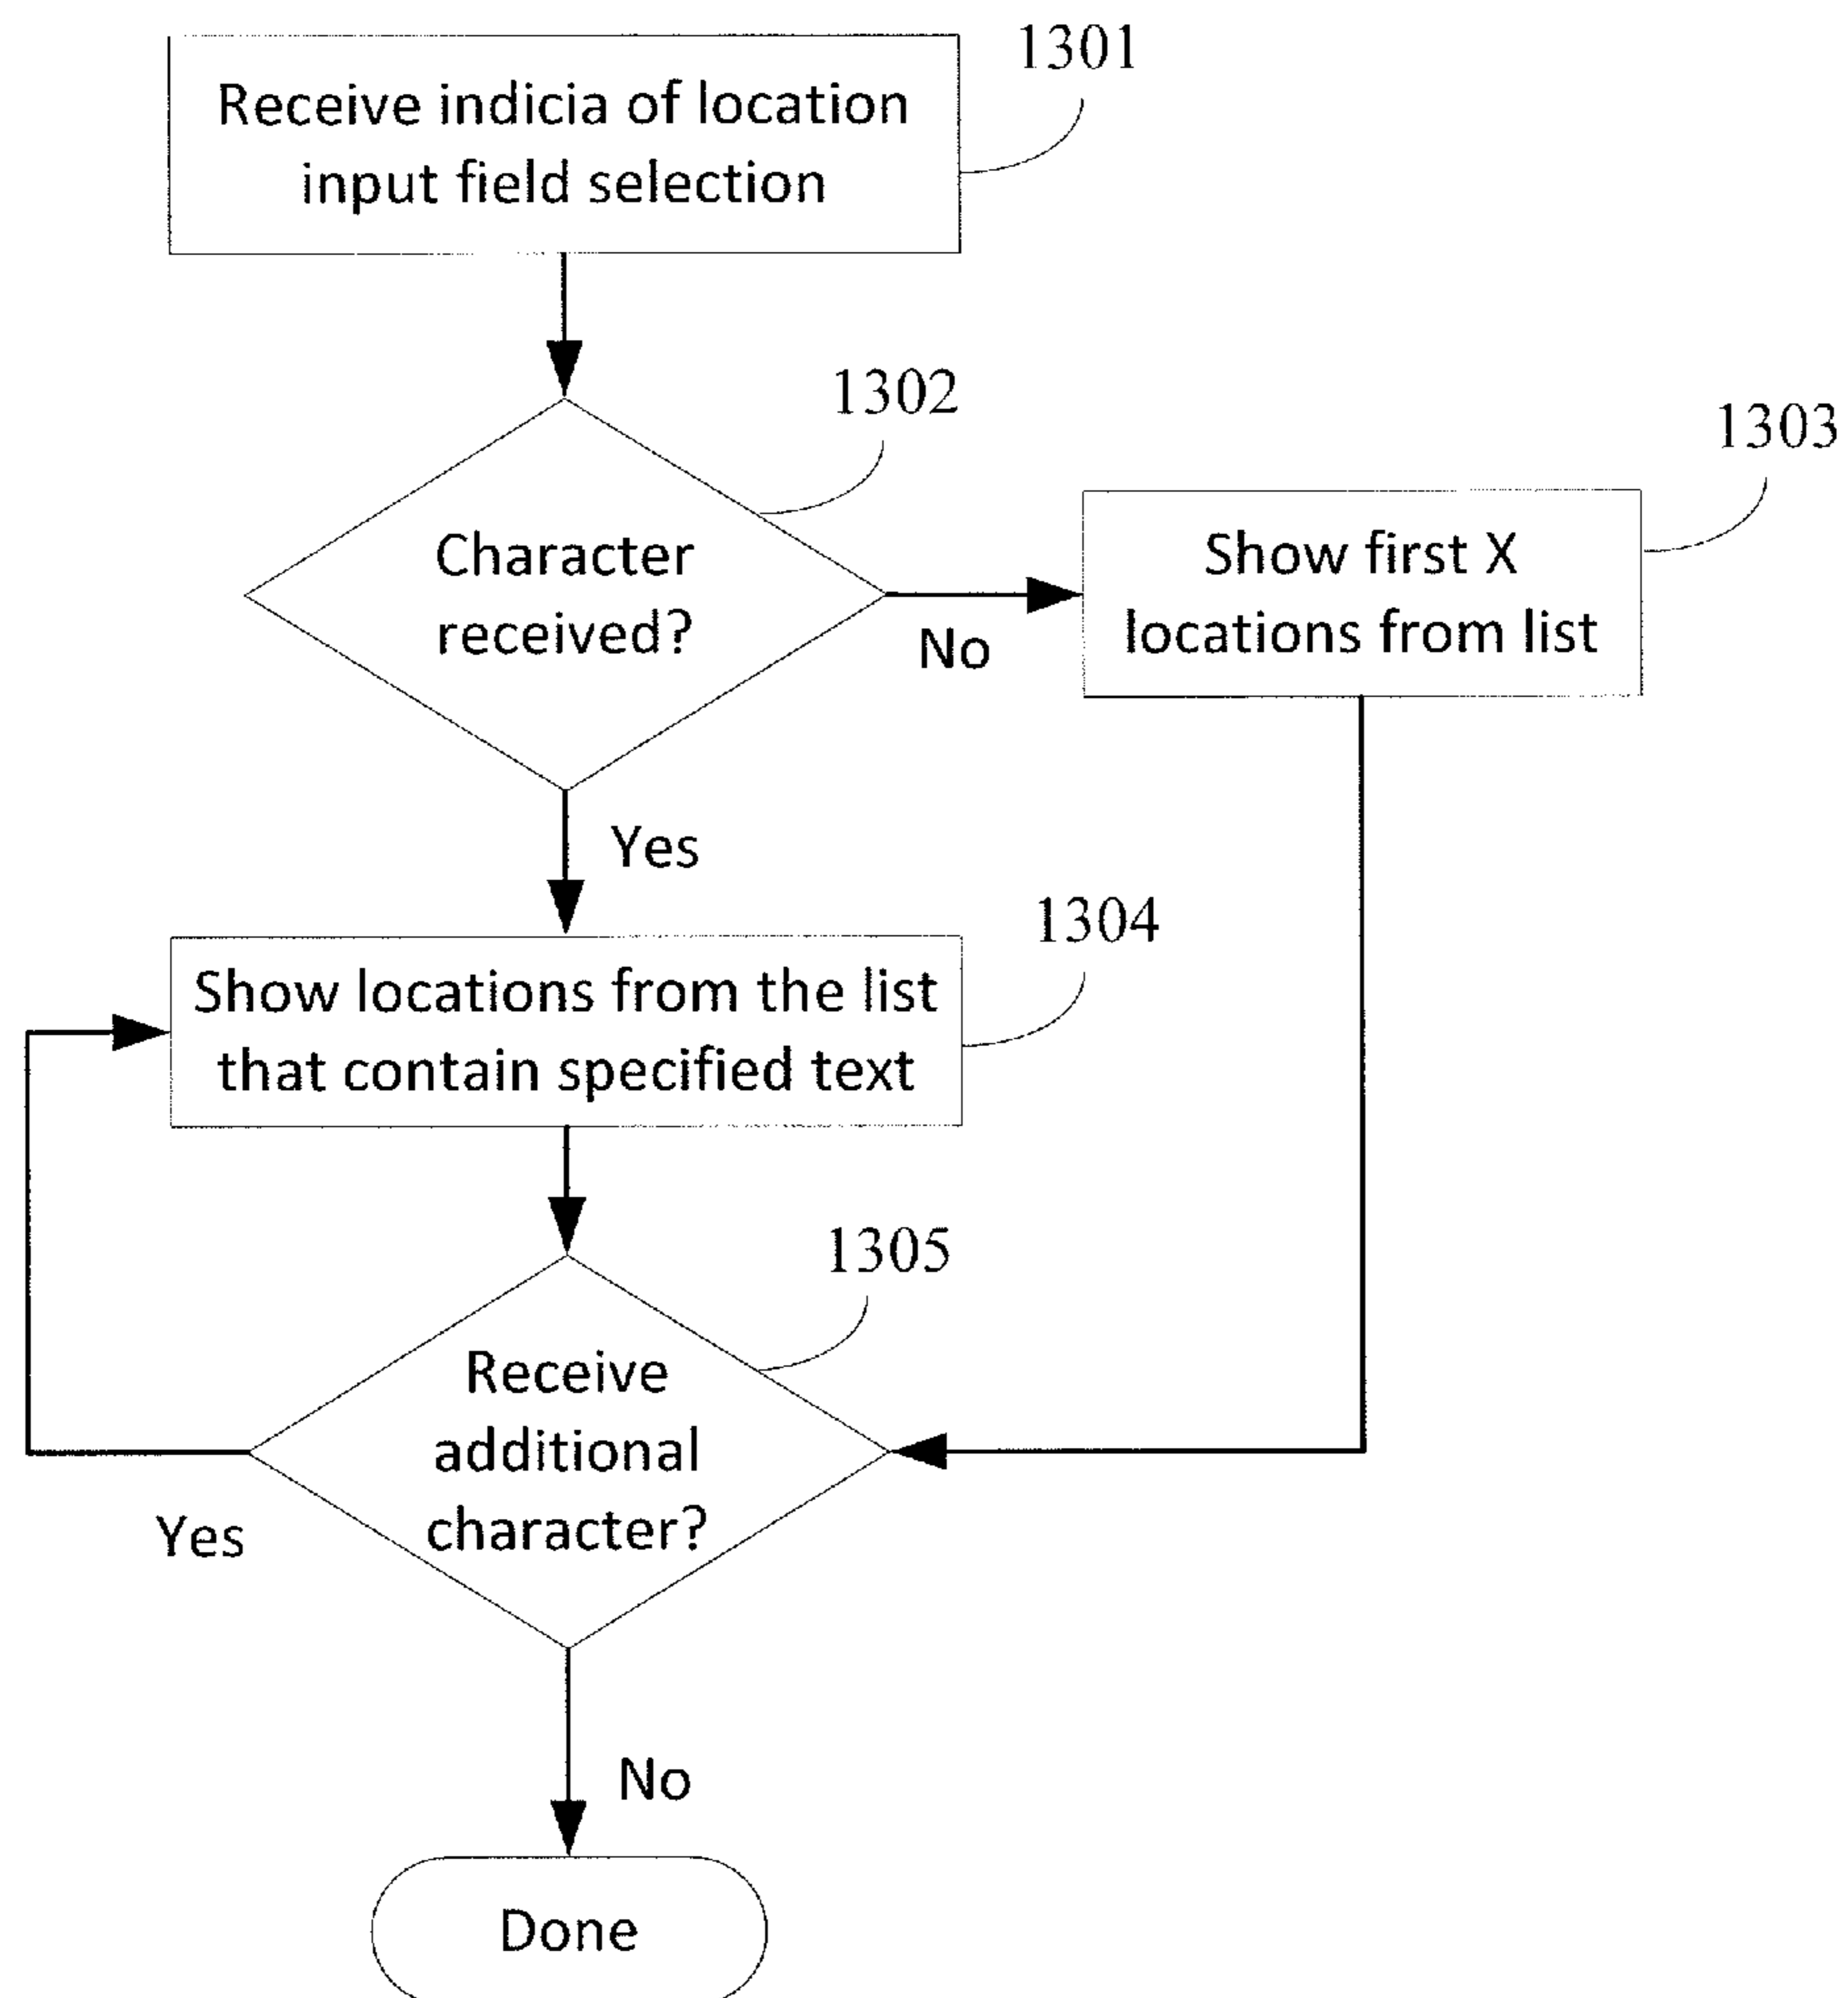 1301
Receive indicia of location
input field selection
1302
1303
Character
received?
Show first X
locations from list
No
Yes
1304
Show locations from the list
that contain specified text
1305
Receive
additional
character?
Yes
No
Done